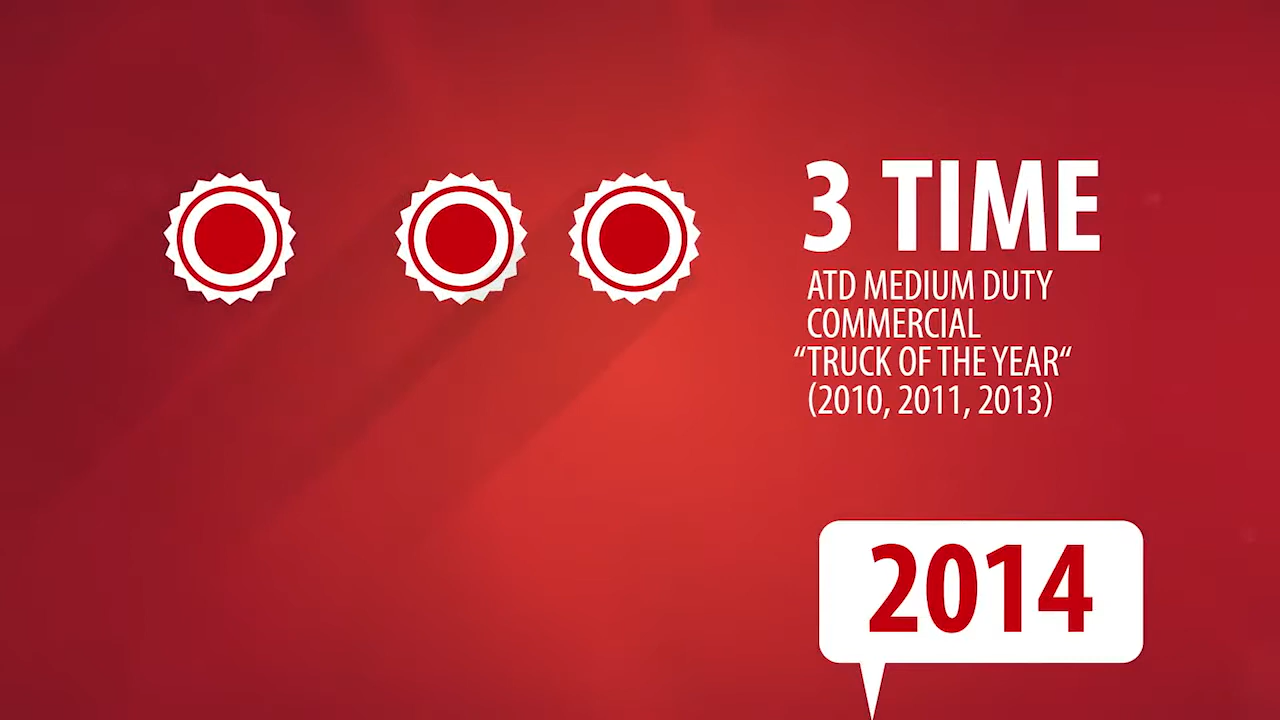 3 TIME
ATD MEDIUM DUTY
COMMERCIAL
“TRUCK OF THE YEAR“
(2010, 2011, 2013)
2014